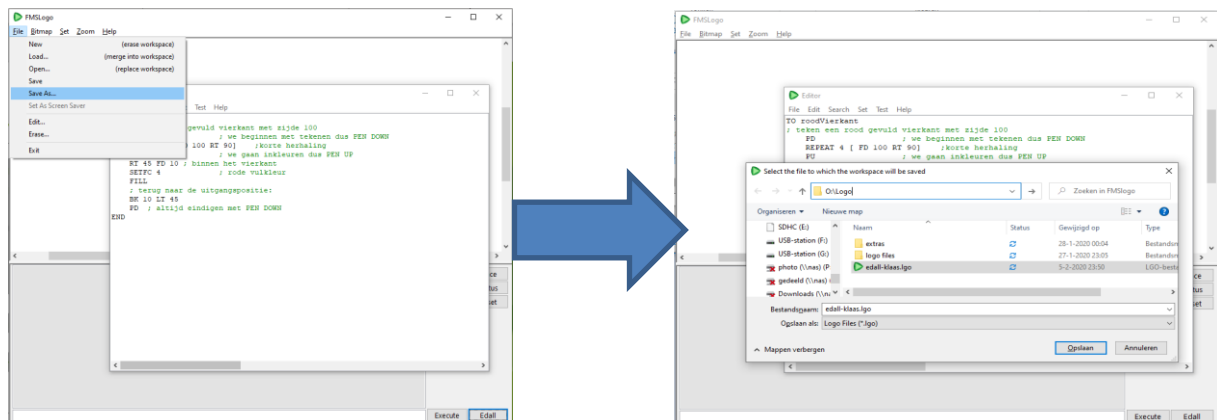 FMSLogo
File Bitmap Set Zoom Help
New (erase workspace)
Load... (merge into workspace)
Open... (replace workspace)
Save
Save As...
Set As Screen Saver
Edit...
Erase...
Exit
Test Help
gevuld vierkant met zijde 100
; we beginnen met tekenen dus PEN DOWN
100 RT 90] ;korte herhaling
; we gaan inkleuren dus PEN UP
RT 45 FD 10 ; binnen het vierkant
SETFC 4 ; rode vulkleur
FILL
; terug naar de uitgangspositie:
BK 10 LT 45
PD ; altijd eindigen met PEN DOWN
END
Execute Edall
FMSLogo
File Bitmap Set Zoom Help
Editor
File Edit Search Set Test Help
TO roodVierkant
; teken een rood gevuld vierkant met zijde 100
PD ; we beginnen met tekenen dus PEN DOWN
REPEAT 4 [ FD 100 RT 90] ;korte herhaling
PU ; we gaan inkleuren dus PEN UP
Select the file to which the workspace will be saved
O:\Logo
Zoeken in FMSlogo
Organiseren Nieuwe map
Naam Status Gewijzigd op Type
SDHC (E:)
USB-station (F:)
USB-station (G:)
photo (\\nas) (P
gedeeld (\\nas) (
Downloads (\\na
extras 28-1-2020 00:04 Bestandsm
logo files 27-1-2020 23:05 Bestandsm
edall-klaas.lgo 5-2-2020 23:50 LGO-besta
Bestandsnaam: edall-klaas.lgo
Opslaan als: Logo Files (*.lgo)
Mappen verbergen
Opslaan Annuleren
Execute Edall